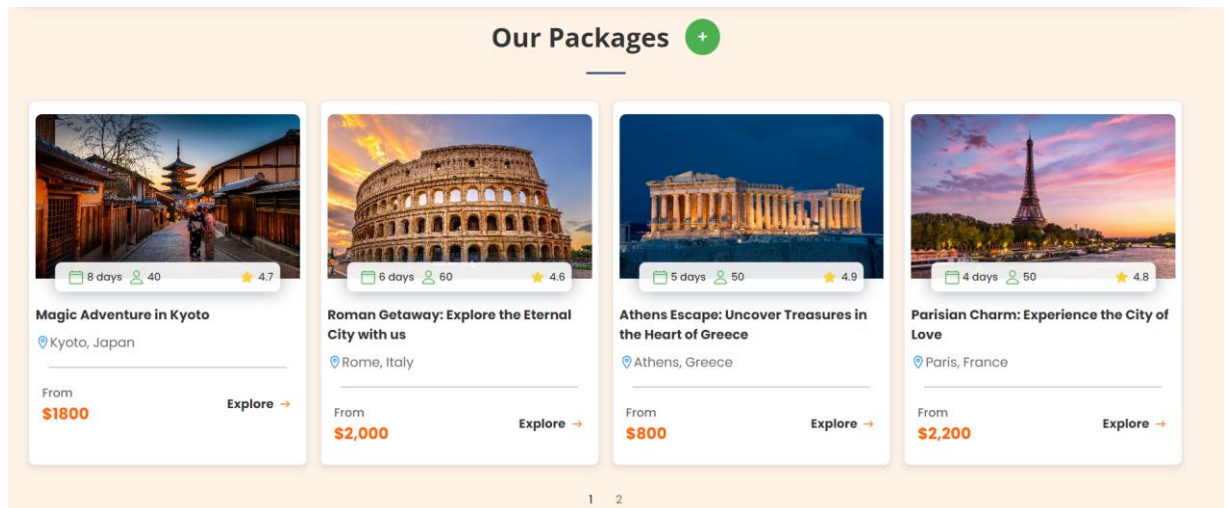 Our Packages +
8 days 40 4.7
Magic Adventure in Kyoto
Kyoto, Japan
From
$1800
Explore →
6 days 60 4.6
Roman Getaway: Explore the Eternal
City with us
Rome, Italy
From
$2,000
Explore →
5 days 50 4.9
Athens Escape: Uncover Treasures in
the Heart of Greece
Athens, Greece
From
$800
Explore →
4 days 50 4.8
Parisian Charm: Experience the City of
Love
Paris, France
From
$2,200
Explore →
1 2